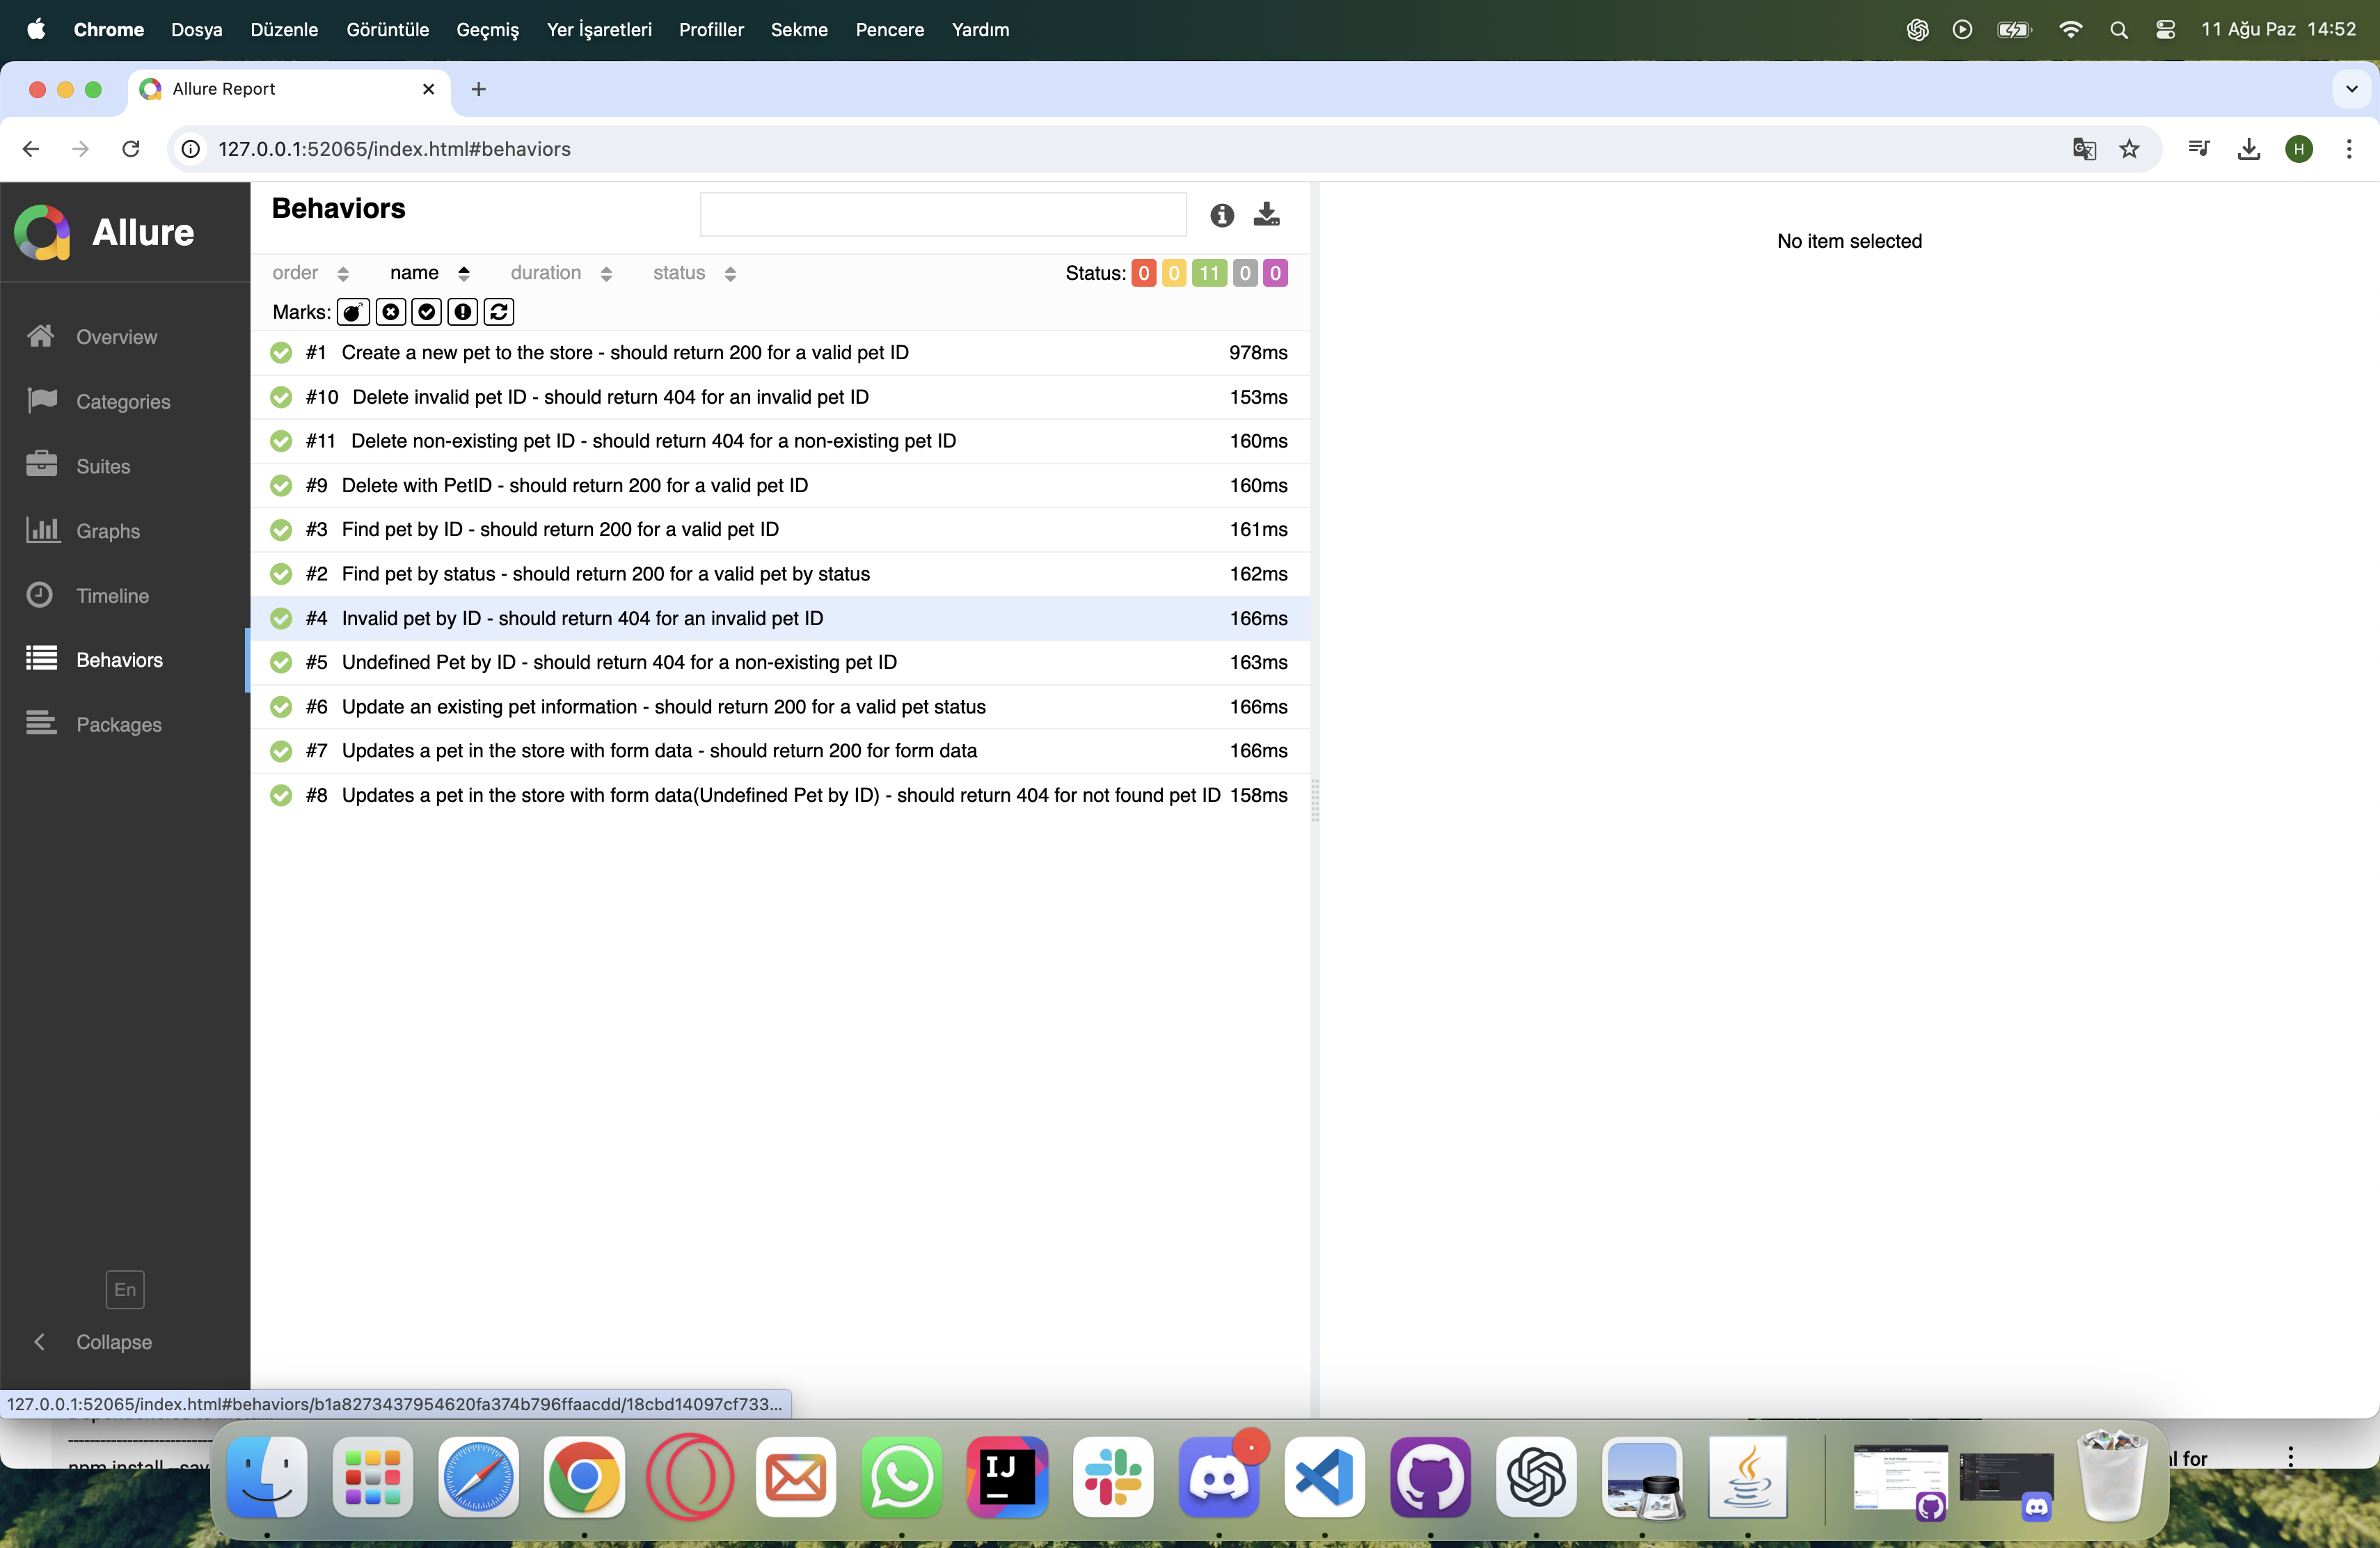 Chrome Dosya Düzenle Görüntüle Geçmiş Yer İşaretleri Profiller Sekme Pencere Yardım 11 Ağu Paz 14:52
Allure Report
127.0.0.1:52065/index.html#behaviors
H
Allure
Overview
Categories
Suites
Graphs
Timeline
Behaviors
Packages
En
Collapse
Behaviors
order name duration status Status: 0 0 11 0 0
Marks:
#1 Create a new pet to the store - should return 200 for a valid pet ID 978ms
#10 Delete invalid pet ID - should return 404 for an invalid pet ID 153ms
#11 Delete non-existing pet ID - should return 404 for a non-existing pet ID 160ms
#9 Delete with PetID - should return 200 for a valid pet ID 160ms
#3 Find pet by ID - should return 200 for a valid pet ID 161ms
#2 Find pet by status - should return 200 for a valid pet by status 162ms
#4 Invalid pet by ID - should return 404 for an invalid pet ID 166ms
#5 Undefined Pet by ID - should return 404 for a non-existing pet ID 163ms
#6 Update an existing pet information - should return 200 for a valid pet status 166ms
#7 Updates a pet in the store with form data - should return 200 for form data 166ms
#8 Updates a pet in the store with form data(Undefined Pet by ID) - should return 404 for not found pet ID 158ms
No item selected
127.0.0.1:52065/index.html#behaviors/b1a8273437954620fa374b796ffaacdd/18cbd14097cf733...
npm install --sav
IJ
l for